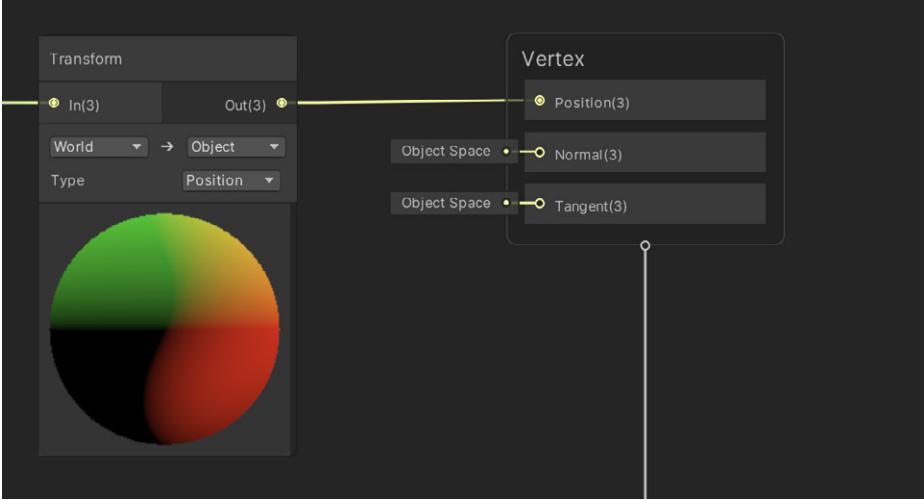 Transform
In(3)
Out(3)
World → Object
Type Position
Vertex
Position(3)
Object Space
Normal(3)
Object Space
Tangent(3)